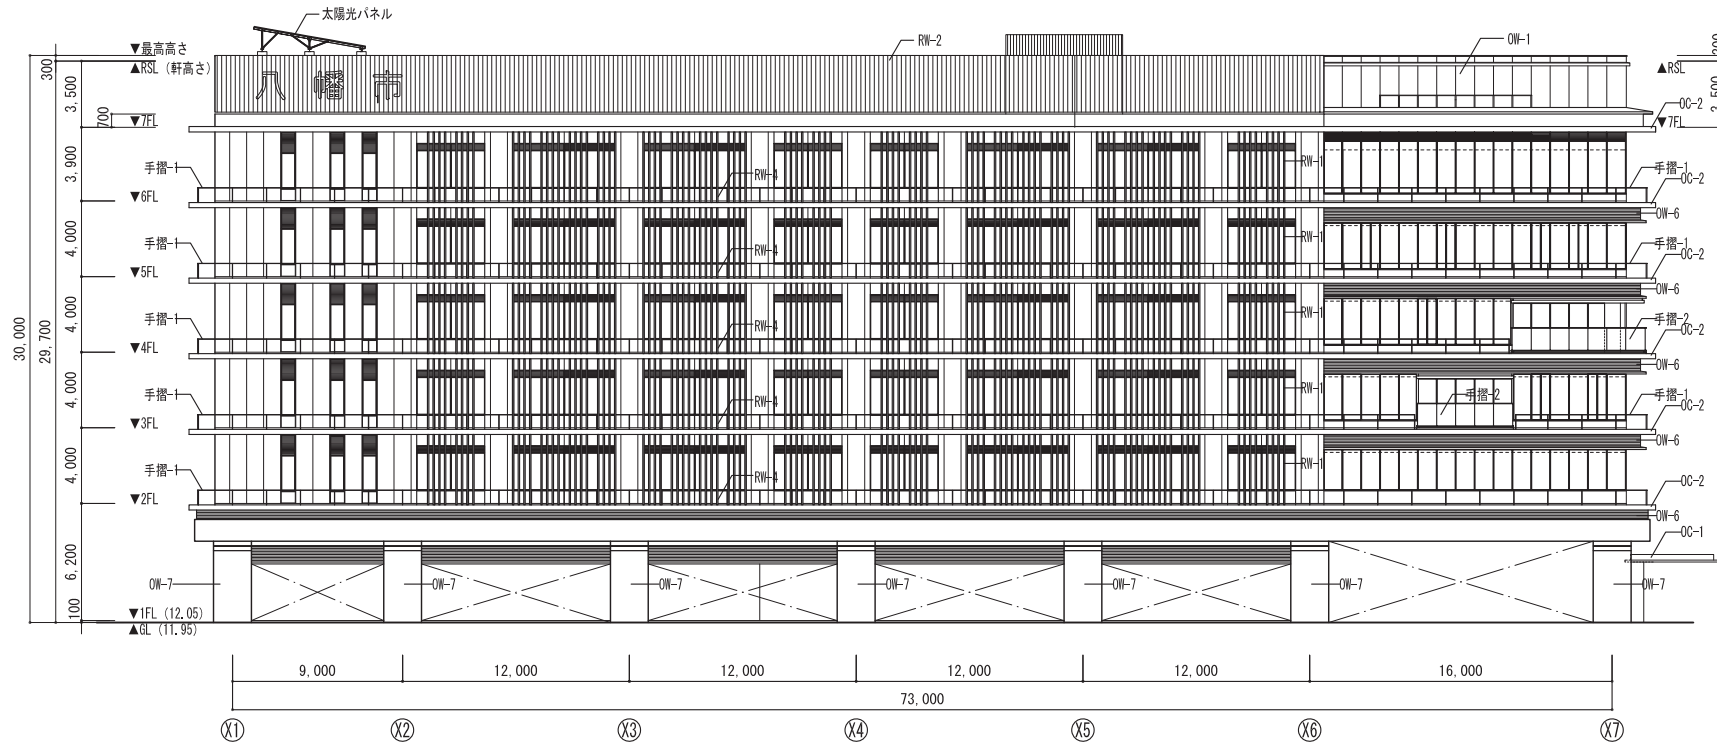 太陽光パネル
RW-2
OW-1
▼最高高さ
▲RSL (軒高さ)
▲RSL
300
3,500
700
八幡市
OC-2
▼7FL
▼7FL
3,900
手摺-1
RW-4
RW-1
手摺-1
OC-2
▼6FL
OW-6
4,000
手摺-1
RW-4
RW-1
手摺-1
OC-2
▼5FL
OW-6
4,000
手摺-1
RW-4
RW-1
手摺-2
OC-2
▼4FL
OW-6
30,000
29,700
4,000
手摺-1
RW-4
RW-1
手摺-2
手摺-1
OC-2
▼3FL
OW-6
4,000
手摺-1
RW-4
RW-1
OC-2
▼2FL
OW-6
OC-1
6,200
OW-7
OW-7
OW-7
OW-7
OW-7
OW-7
OW-7
100
▼1FL (12.05)
▲GL (11.95)
9,000
12,000
12,000
12,000
12,000
16,000
73,000
X1
X2
X3
X4
X5
X6
X7